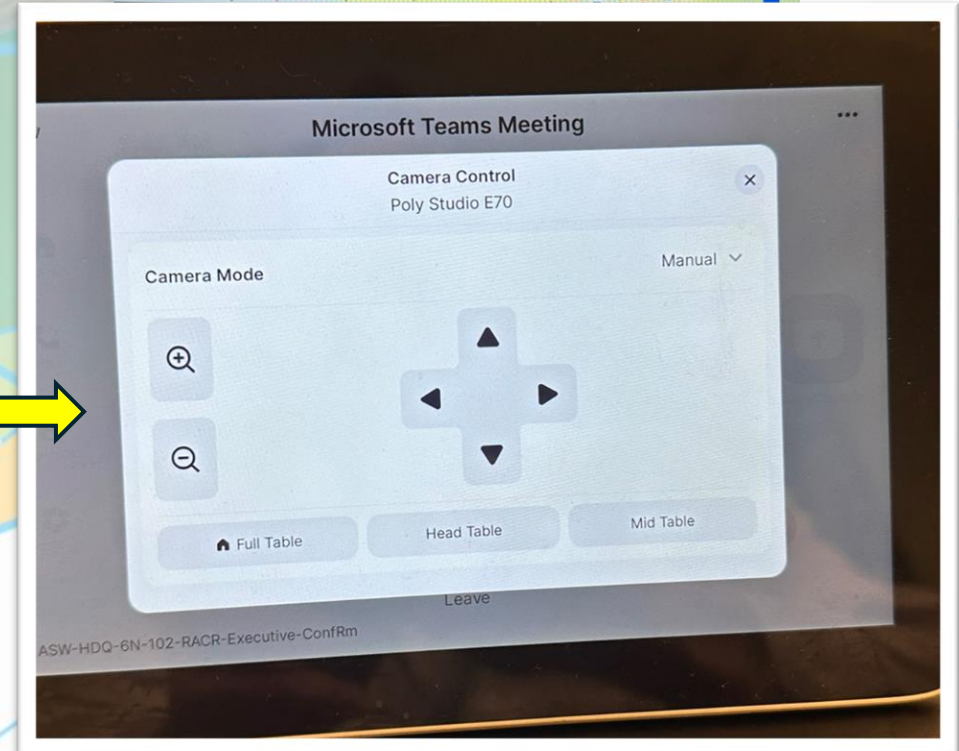 Microsoft Teams Meeting
Camera Control
Poly Studio E70
Camera Mode
Manual
Full Table
Head Table
Mid Table
Leave
ASW-HDQ-6N-102-RACR-Executive-ConfRm